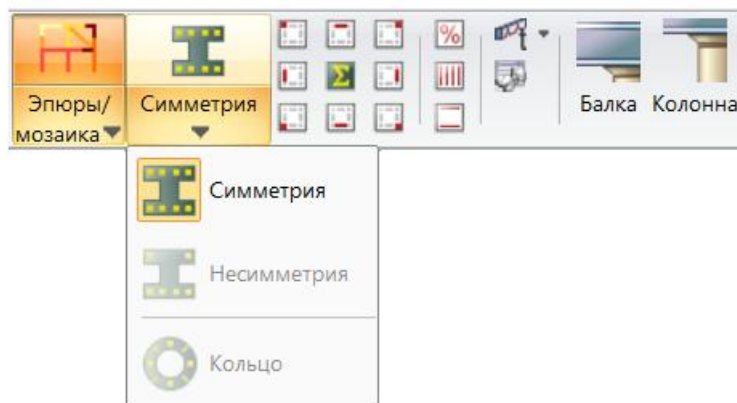 Эпюры/
мозаика
Симметрия
%
Σ
Балка
Колонна
Симметрия
Несимметрия
Кольцо